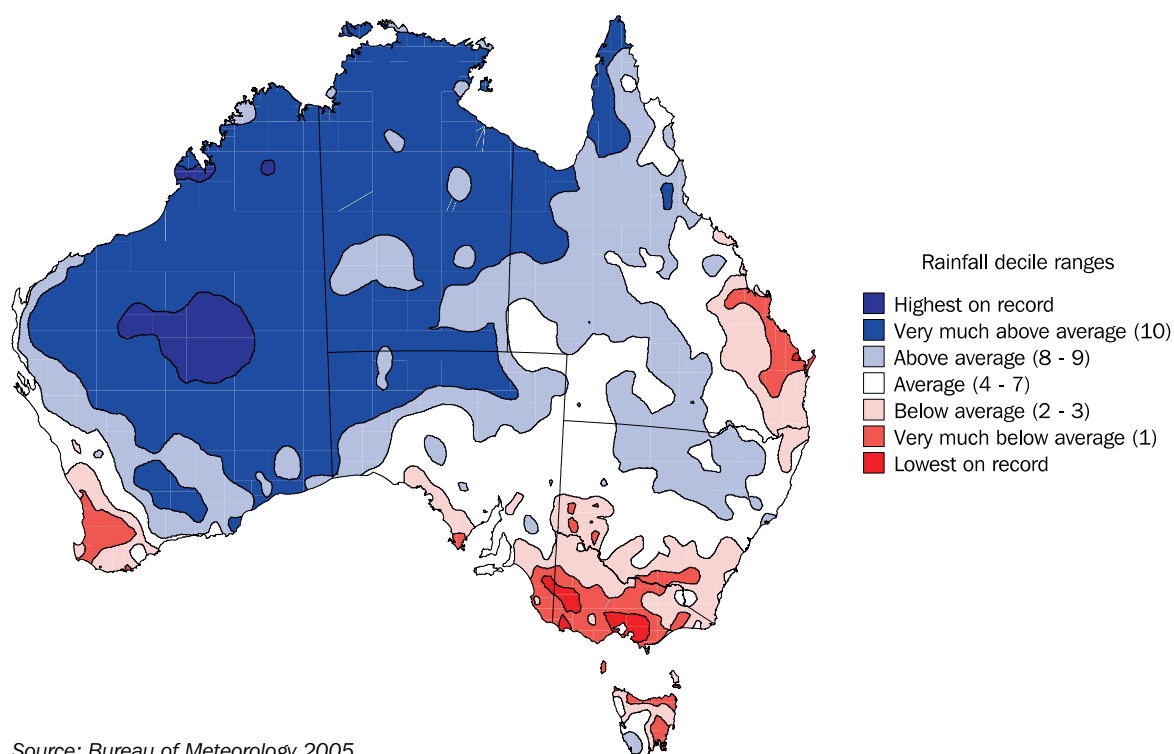 Rainfall decile ranges
Highest on record
Very much above average (10)
Above average (8 - 9)
Average (4 - 7)
Below average (2 - 3)
Very much below average (1)
Lowest on record
Source: Bureau of Meteorology 2005